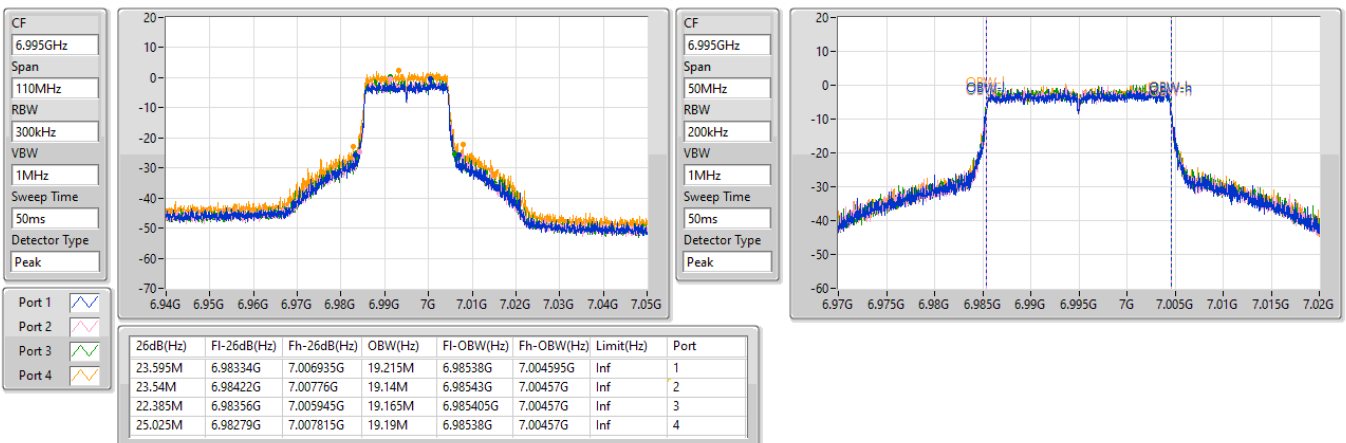 CF
6.995GHz
Span
110MHz
RBW
300kHz
VBW
1MHz
Sweep Time
50ms
Detector Type
Peak
20-
10-
0-
-10-
-20-
-30-
-40-
-50-
-60-
-70-
6.94G 6.95G 6.96G 6.97G 6.98G 6.99G 7G 7.01G 7.02G 7.03G 7.04G 7.05G
CF
6.995GHz
Span
50MHz
RBW
200kHz
VBW
1MHz
Sweep Time
50ms
Detector Type
Peak
20-
10-
0-
-10-
-20-
-30-
-40-
-50-
-60-
OBW-h
6.97G 6.975G 6.98G 6.985G 6.99G 6.995G 7G 7.005G 7.01G 7.015G 7.02G
Port 1
Port 2
Port 3
Port 4
26dB(Hz) Fl-26dB(Hz) Fh-26dB(Hz) OBW(Hz) Fl-OBW(Hz) Fh-OBW(Hz) Limit(Hz) Port
23.595M 6.98334G 7.006935G 19.215M 6.98538G 7.004595G Inf 1
23.54M 6.98422G 7.00776G 19.14M 6.98543G 7.00457G Inf 2
22.385M 6.98356G 7.005945G 19.165M 6.985405G 7.00457G Inf 3
25.025M 6.98279G 7.007815G 19.19M 6.98538G 7.00457G Inf 4